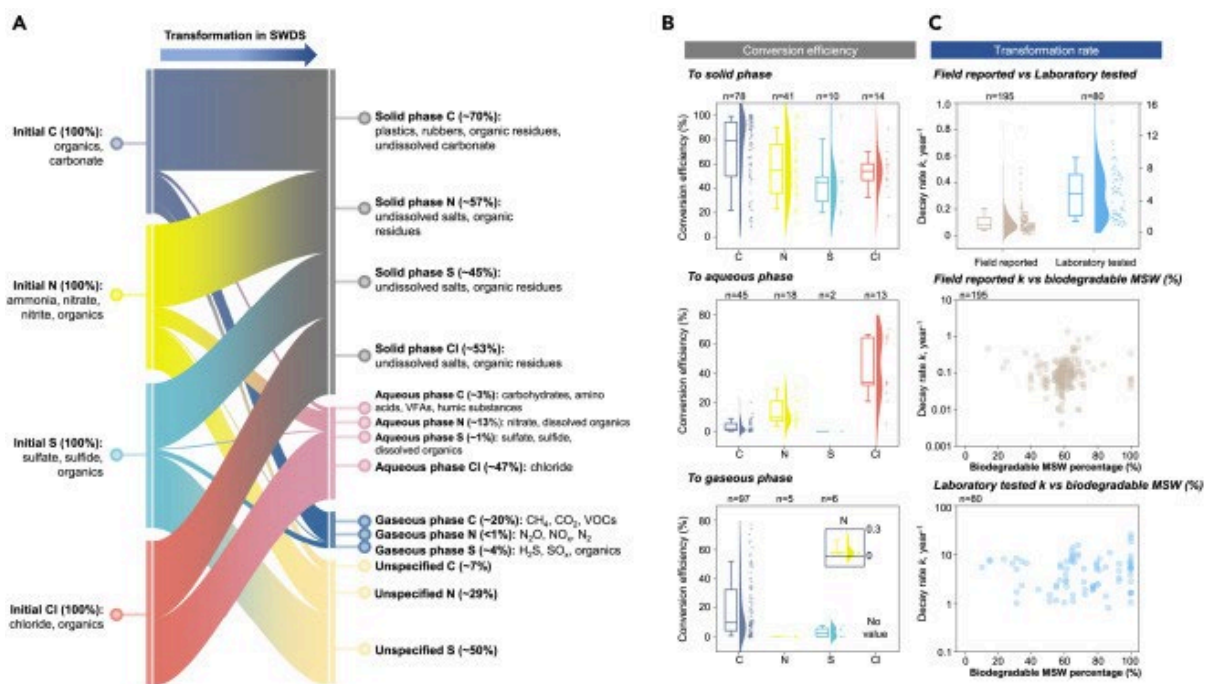 A
Transformation in SWDS
Initial C (100%):
organics,
carbonate
Initial N (100%):
ammonia, nitrate,
nitrite, organics
Initial S (100%):
sulfate, sulfide,
organics
Initial Cl (100%):
chloride, organics
Solid phase C (~70%):
plastics, rubbers, organic residues,
undissolved carbonate
Solid phase N (~57%):
undissolved salts, organic
residues
Solid phase S (~45%):
undissolved salts, organic residues
Solid phase Cl (~53%):
undissolved salts, organic residues
Aqueous phase C (~3%): carbohydrates, amino
acids, VFAs, humic substances
Aqueous phase N (~13%): nitrate, dissolved organics
Aqueous phase S (~1%): sulfate, sulfide,
dissolved organics
Aqueous phase Cl (~47%): chloride
Gaseous phase C (~20%): CH₄, CO₂, VOCs
Gaseous phase N (<1%): N₂O, NOₓ, N₂
Gaseous phase S (~4%): H₂S, SOₓ, organics
Unspecified C (~7%)
Unspecified N (~29%)
Unspecified S (~50%)
B
Conversion efficiency
To solid phase
n=78 n=41 n=10 n=14
Conversion efficiency (%)
100
80
60
40
20
0
C N S Cl
To aqueous phase
n=45 n=18 n=2 n=13
Conversion efficiency (%)
80
60
40
20
0
C N S Cl
To gaseous phase
n=97 n=5 n=6
Conversion efficiency (%)
80
60
40
20
0
N
0.3
0
No
value
C N S Cl
C
Transformation rate
Field reported vs Laboratory tested
n=195 n=80
Decay rate k, year⁻¹
1.0
0.8
0.6
0.4
0.2
0
16
12
8
4
0
Field reported Laboratory tested
Field reported k vs biodegradable MSW (%)
n=195
Decay rate k, year⁻¹
1
0.1
0.01
0.001
0 20 40 60 80 100
Biodegradable MSW percentage (%)
Laboratory tested k vs biodegradable MSW (%)
n=80
Decay rate k, year⁻¹
100
10
1
0.1
0 20 40 60 80 100
Biodegradable MSW percentage (%)